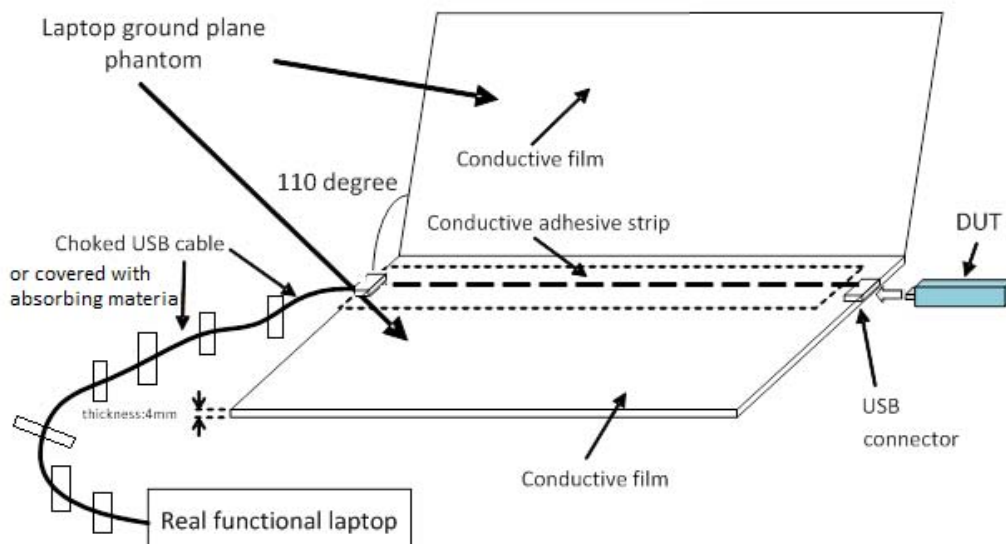 Laptop ground plane
phantom
Conductive film
110 degree
Conductive adhesive strip
DUT
Choked USB cable
or covered with
absorbing materia
thickness:4mm
USB
connector
Conductive film
Real functional laptop